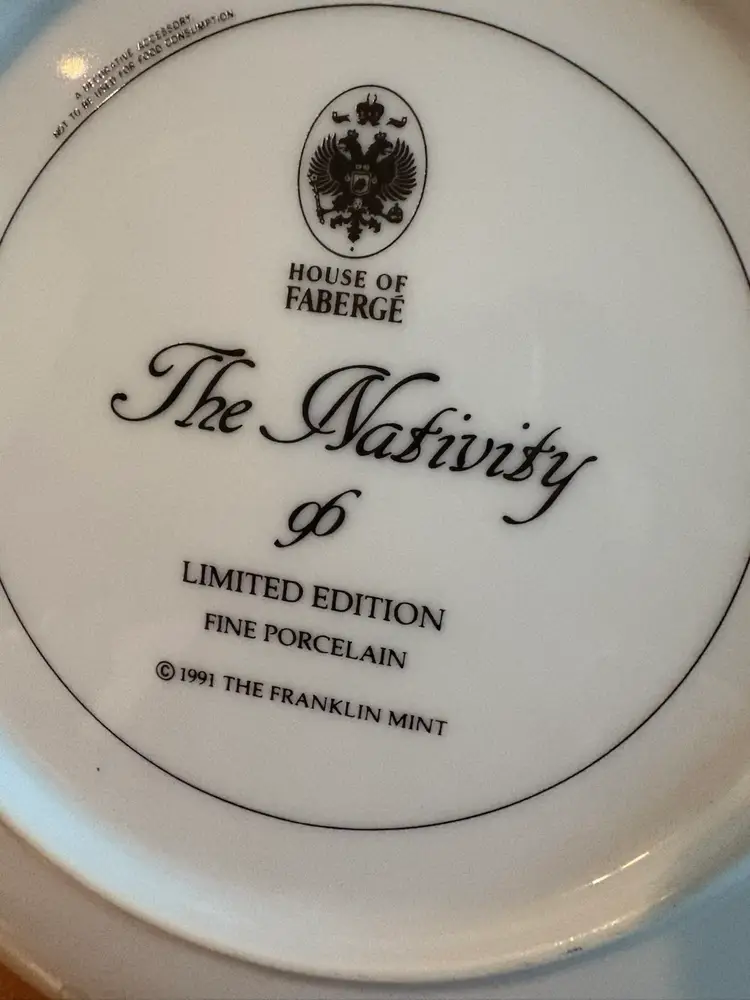 A DECORATIVE ACCESSORY
NOT TO BE USED FOR FOOD CONSUMPTION
HOUSE OF
FABERGÉ
The Nativity
96
LIMITED EDITION
FINE PORCELAIN
© 1991 THE FRANKLIN MINT